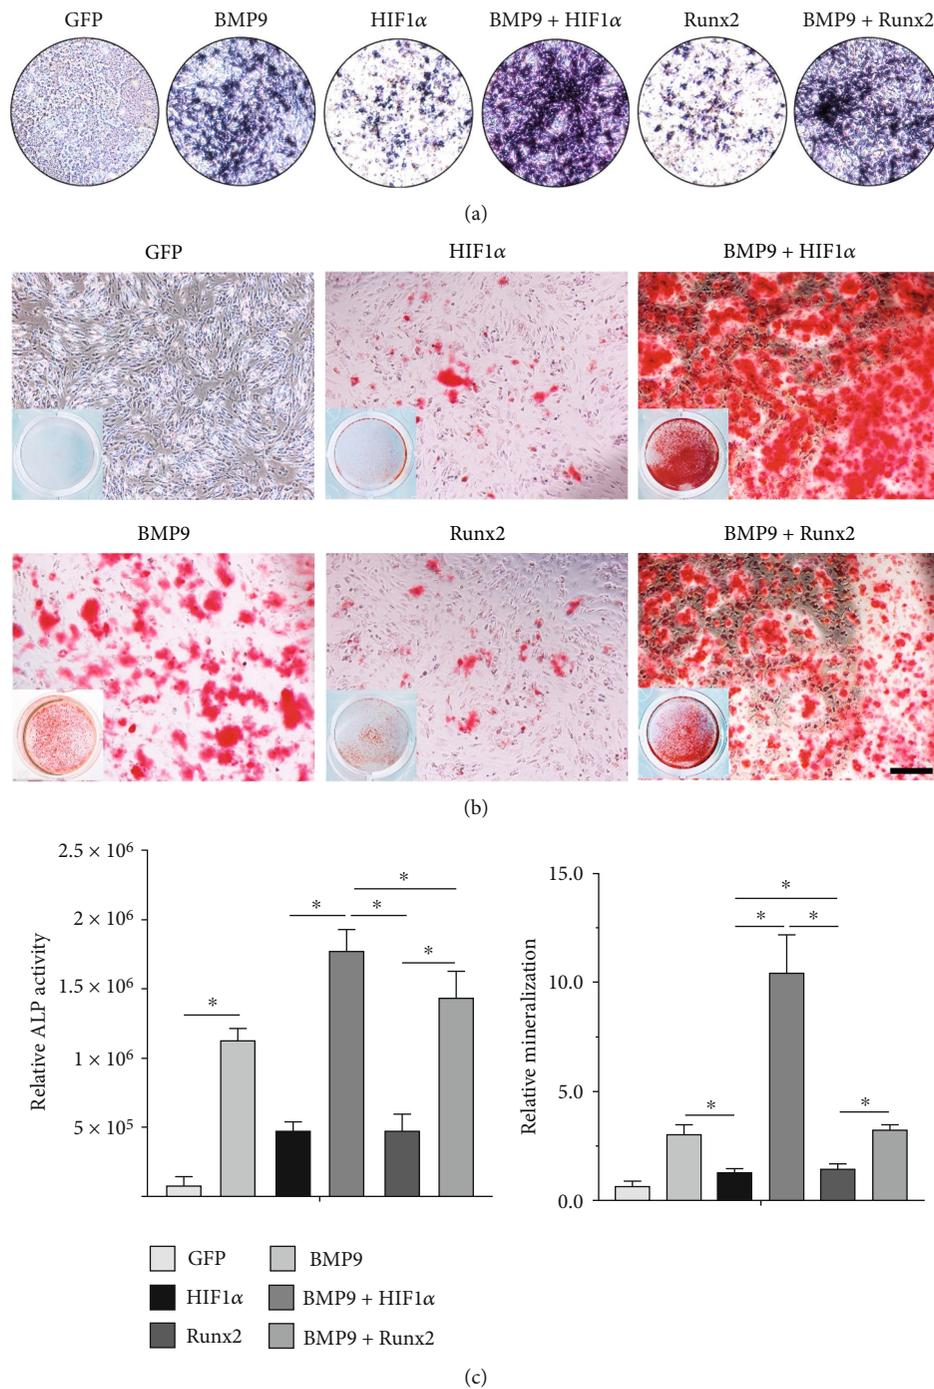 GFP BMP9 HIF1α BMP9 + HIF1α Runx2 BMP9 + Runx2
(a)
GFP HIF1α BMP9 + HIF1α
BMP9 Runx2 BMP9 + Runx2
(b)
2.5 × 10⁶
2 × 10⁶
1.5 × 10⁶
1 × 10⁶
5 × 10⁵
Relative ALP activity
* * * * *
15.0
10.0
5.0
0.0
Relative mineralization
* * * * *
GFP BMP9
HIF1α BMP9 + HIF1α
Runx2 BMP9 + Runx2
(c)